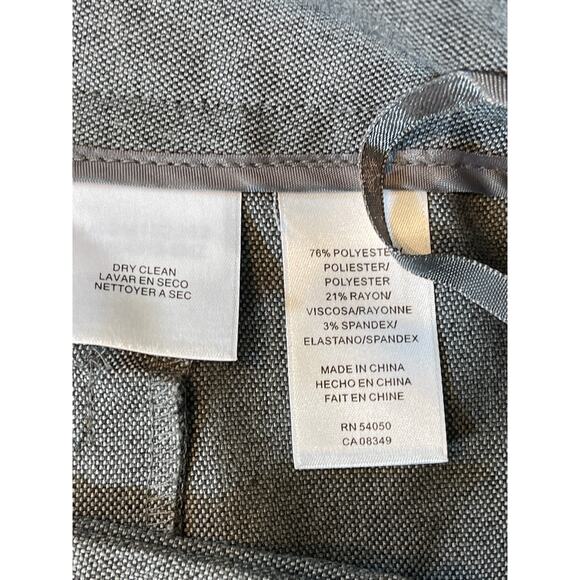 DRY CLEAN
LAVAR EN SECO
NETTOYER A SEC
76% POLYESTER/
POLIESTER/
POLYESTER
21% RAYON/
VISCOSA/RAYONNE
3% SPANDEX/
ELASTANO/SPANDEX
MADE IN CHINA
HECHO EN CHINA
FAIT EN CHINE
RN 54050
CA 08349